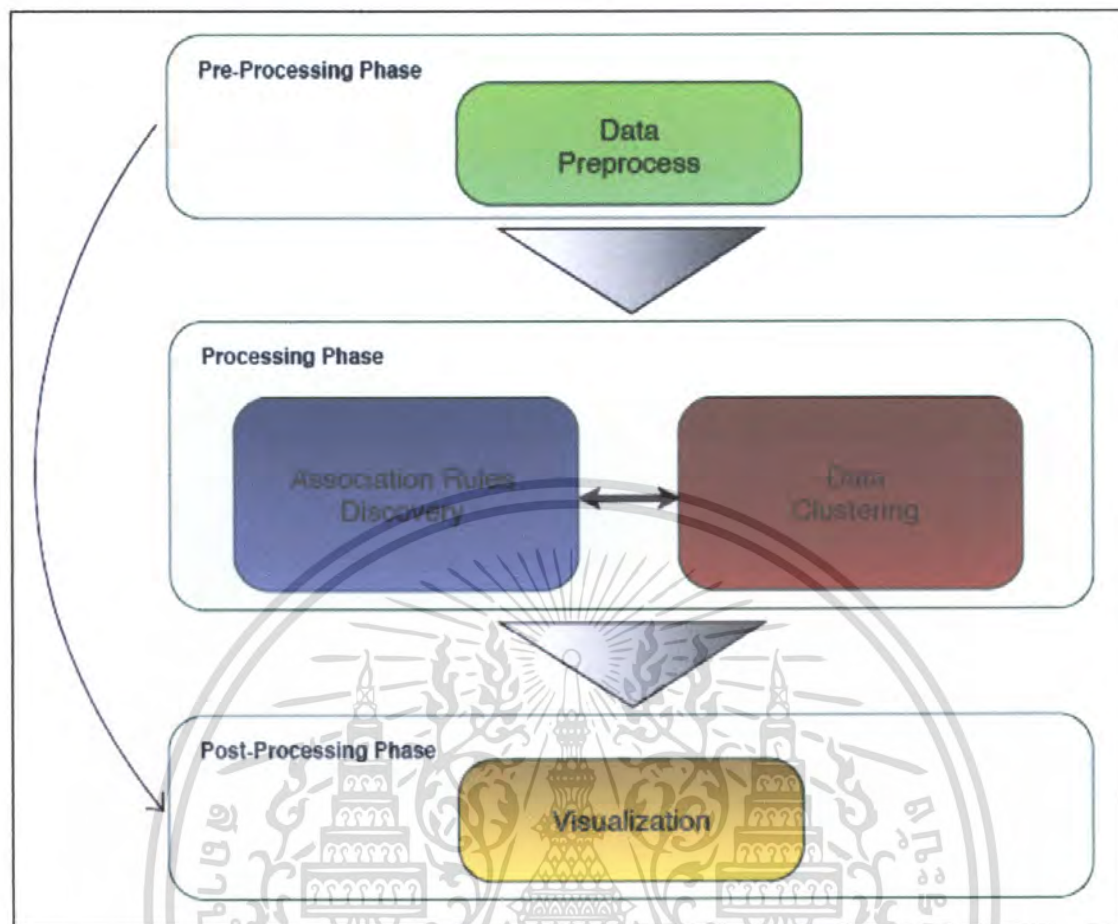 Pre-Processing Phase
Data
Preprocess
Processing Phase
Association Rules
Discovery
Data
Clustering
Post-Processing Phase
Visualization